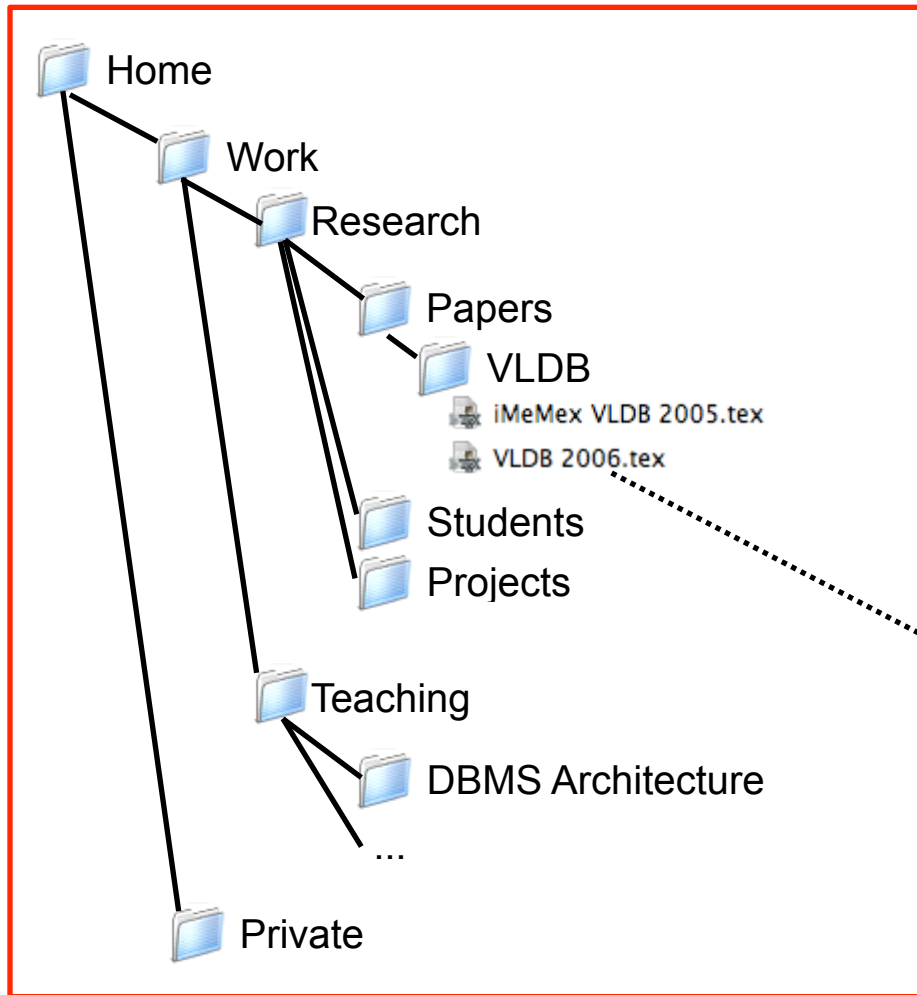 Home
Work
Research
Papers
VLDB
iMeMex VLDB 2005.tex
VLDB 2006.tex
Students
Projects
Teaching
DBMS Architecture
...
Private